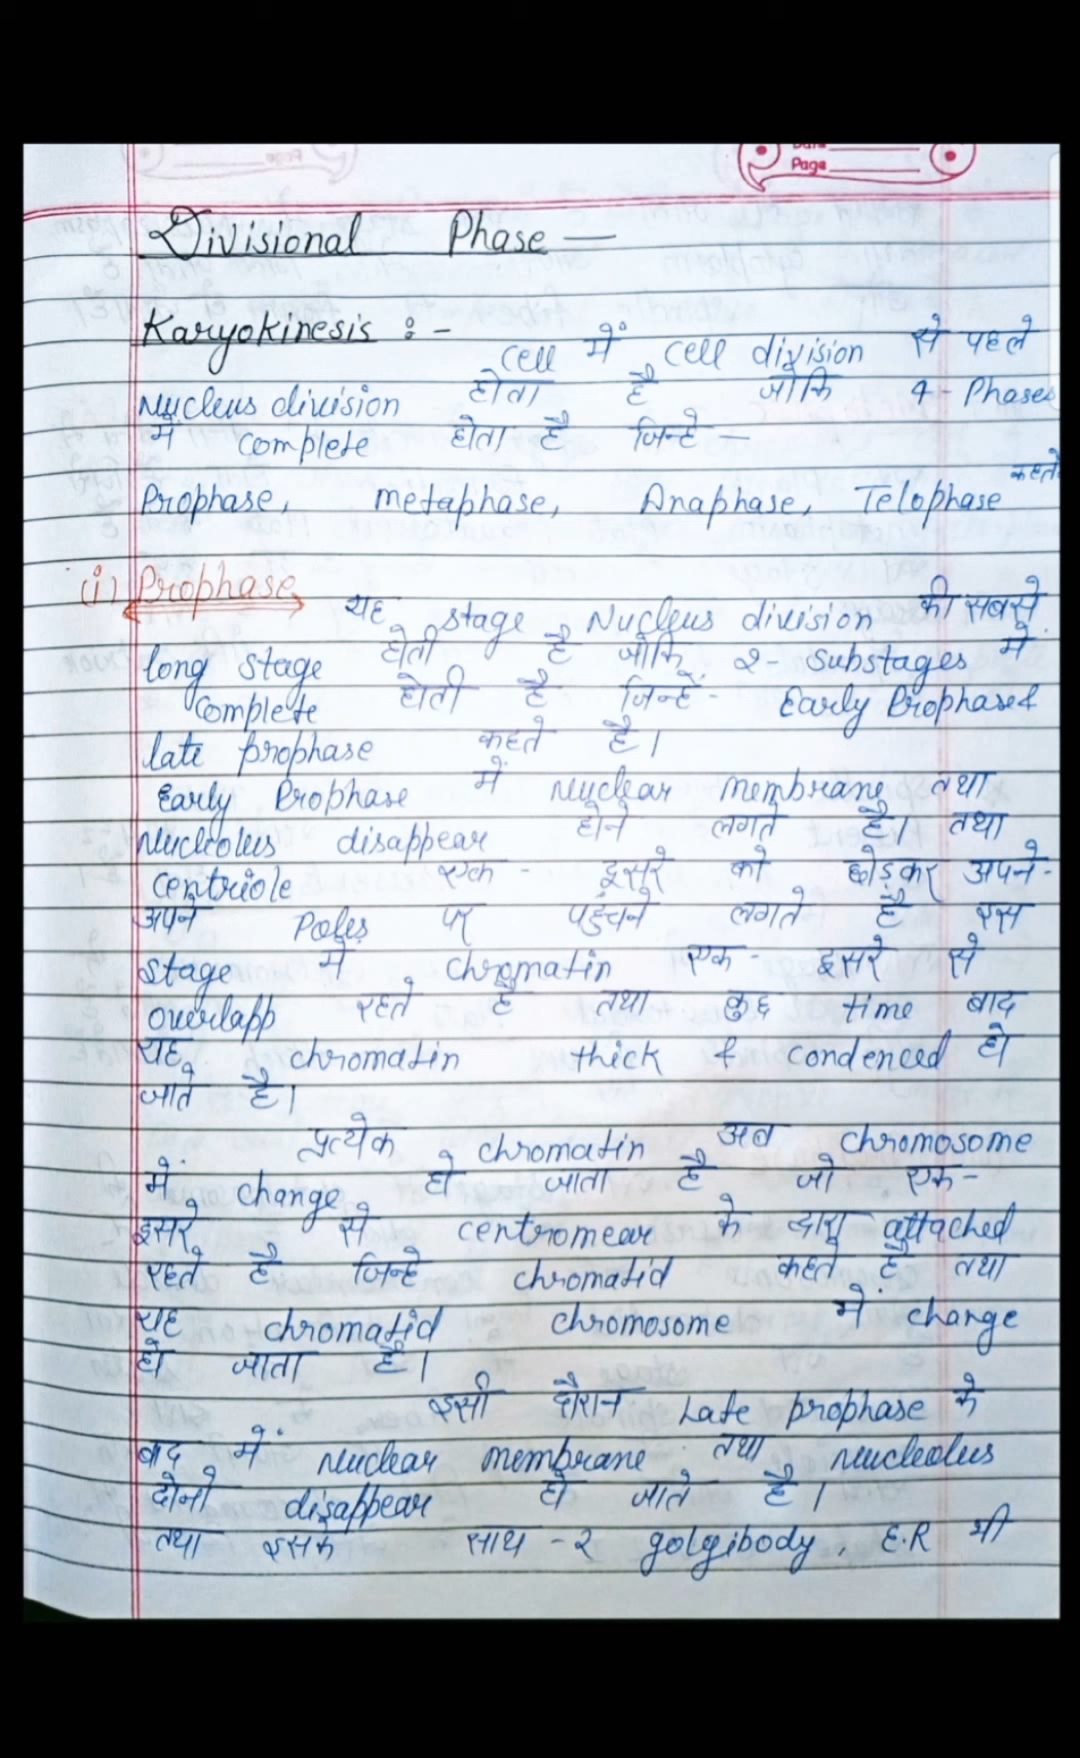 Date
Page
Divisional Phase —
Karyokinesis :-
cell में cell division से पहले
Nucleus division होता है जोकि 4- Phases
में complete होता है जिन्हे —
Prophase, metaphase, Anaphase, Telophase कहते
(i) Prophase
यह stage Nucleus division की सबसे
long stage होती है जोकि 2- substages में
complete होती है जिन्हें- Early Prophase &
late prophase कहते है।
Early Prophase में Nuclear membrane तथा
Nucleolus disappear होने लगते है। तथा
centriole एक - दूसरे को छोड़कर अपने-
अपने Poles पर पहुंचने लगते है इस
stage में chromatin एक- दूसरे से
overlapp रहते है तथा कुछ time बाद
यह chromatin thick & condenced हो
जाते है।
प्रत्येक chromatin अब chromosome
में change हो जाता है जो एक-
दूसरे से centromear के द्वारा attached
रहते है जिन्हे chromatid कहते है तथा
यह chromatid chromosome में change
हो जाता है।
इसी दौरान Late prophase के
बाद में nuclear membrane तथा nucleolus
दोनो disappear हो जाते है।
तथा इसके साथ -2 golgibody, E.R भी